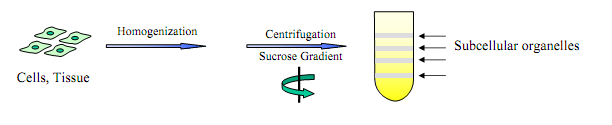 Cells, Tissue
Homogenization
Centrifugation
Sucrose Gradient
Subcellular organelles